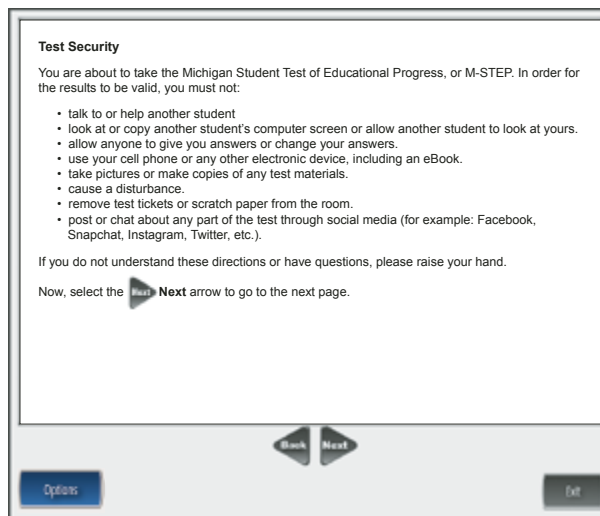 Test Security
You are about to take the Michigan Student Test of Educational Progress, or M-STEP. In order for
the results to be valid, you must not:
• talk to or help another student
• look at or copy another student's computer screen or allow another student to look at yours.
• allow anyone to give you answers or change your answers.
• use your cell phone or any other electronic device, including an eBook.
• take pictures or make copies of any test materials.
• cause a disturbance.
• remove test tickets or scratch paper from the room.
• post or chat about any part of the test through social media (for example: Facebook,
Snapchat, Instagram, Twitter, etc.).
If you do not understand these directions or have questions, please raise your hand.
Now, select the Next Next arrow to go to the next page.
Back Next
Options Exit